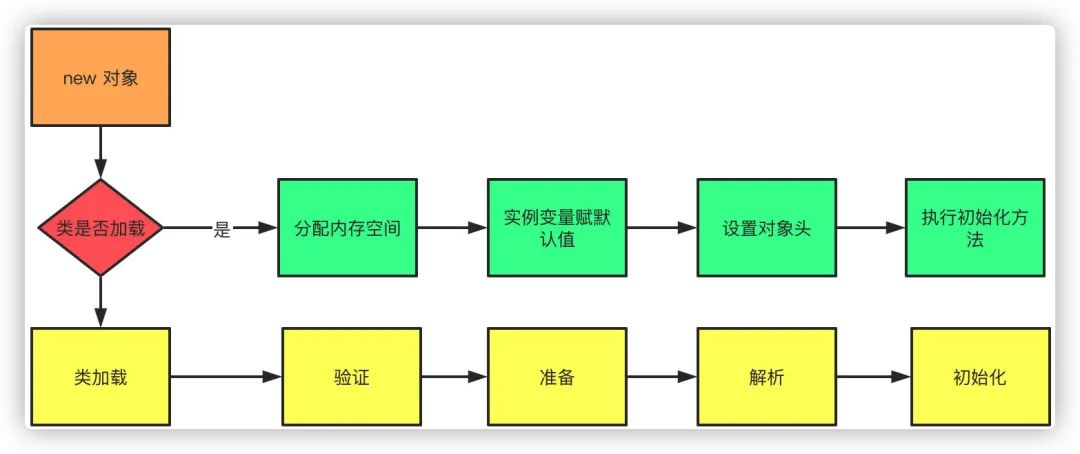 new 对象
类是否加载
是
分配内存空间
实例变量赋默
认值
设置对象头
执行初始化方
法
类加载
验证
准备
解析
初始化